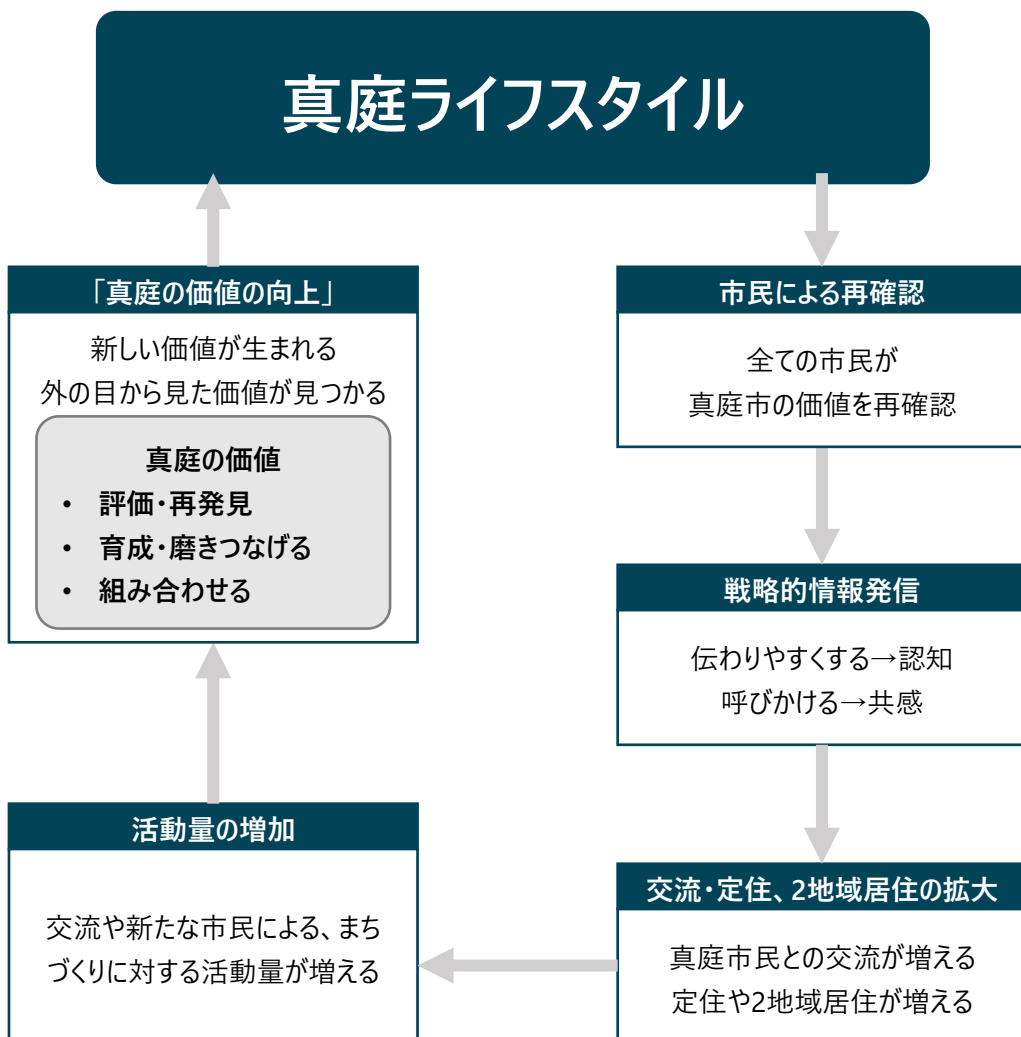 真庭ライフスタイル
「真庭の価値の向上」
新しい価値が生まれる
外の目から見た価値が見つかる
真庭の価値
• 評価・再発見
• 育成・磨きつなげる
• 組み合わせる
市民による再確認
全ての市民が
真庭市の価値を再確認
戦略的情報発信
伝わりやすくする→認知
呼びかける→共感
活動量の増加
交流や新たな市民による、まち
づくりに対する活動量が増える
交流・定住、2地域居住の拡大
真庭市民との交流が増える
定住や2地域居住が増える